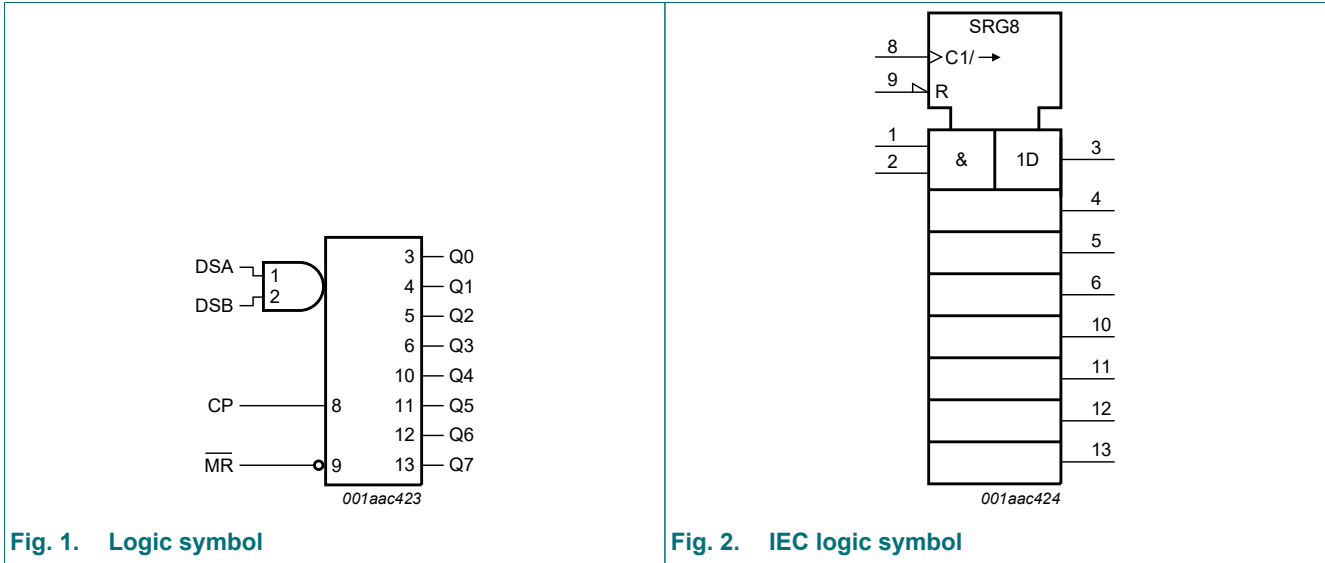 DSA
DSB
CP
MR
1
2
8
9
3
4
5
6
10
11
12
13
Q0
Q1
Q2
Q3
Q4
Q5
Q6
Q7
001aac423
Fig. 1. Logic symbol
SRG8
8
C1/→
9
R
1
2
&
1D
3
4
5
6
10
11
12
13
001aac424
Fig. 2. IEC logic symbol